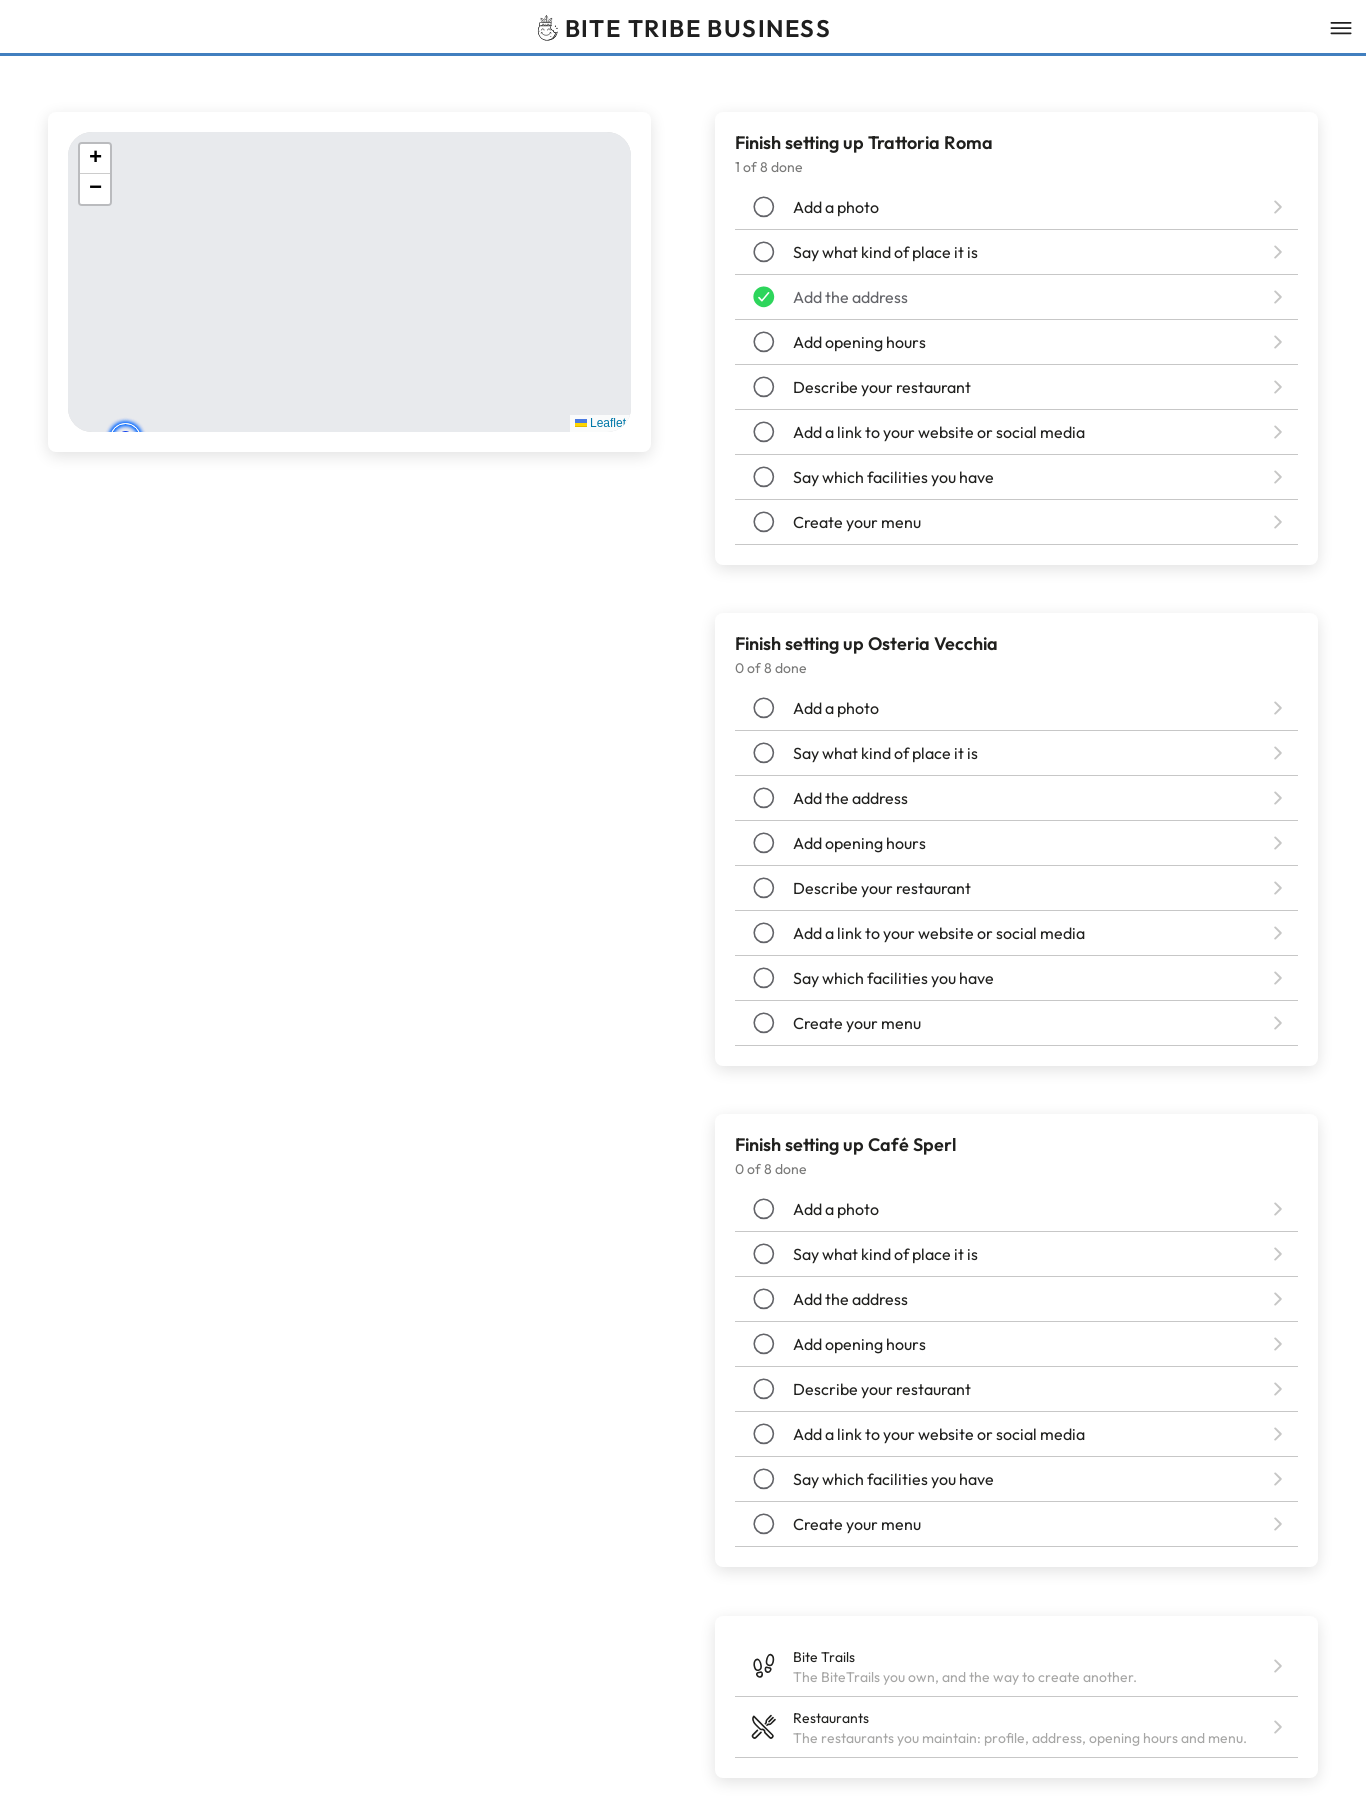 BITE TRIBE BUSINESS
+
−
Leaflet
Finish setting up Trattoria Roma
1 of 8 done
Add a photo
Say what kind of place it is
Add the address
Add opening hours
Describe your restaurant
Add a link to your website or social media
Say which facilities you have
Create your menu
Finish setting up Osteria Vecchia
0 of 8 done
Add a photo
Say what kind of place it is
Add the address
Add opening hours
Describe your restaurant
Add a link to your website or social media
Say which facilities you have
Create your menu
Finish setting up Café Sperl
0 of 8 done
Add a photo
Say what kind of place it is
Add the address
Add opening hours
Describe your restaurant
Add a link to your website or social media
Say which facilities you have
Create your menu
Bite Trails
The BiteTrails you own, and the way to create another.
Restaurants
The restaurants you maintain: profile, address, opening hours and menu.